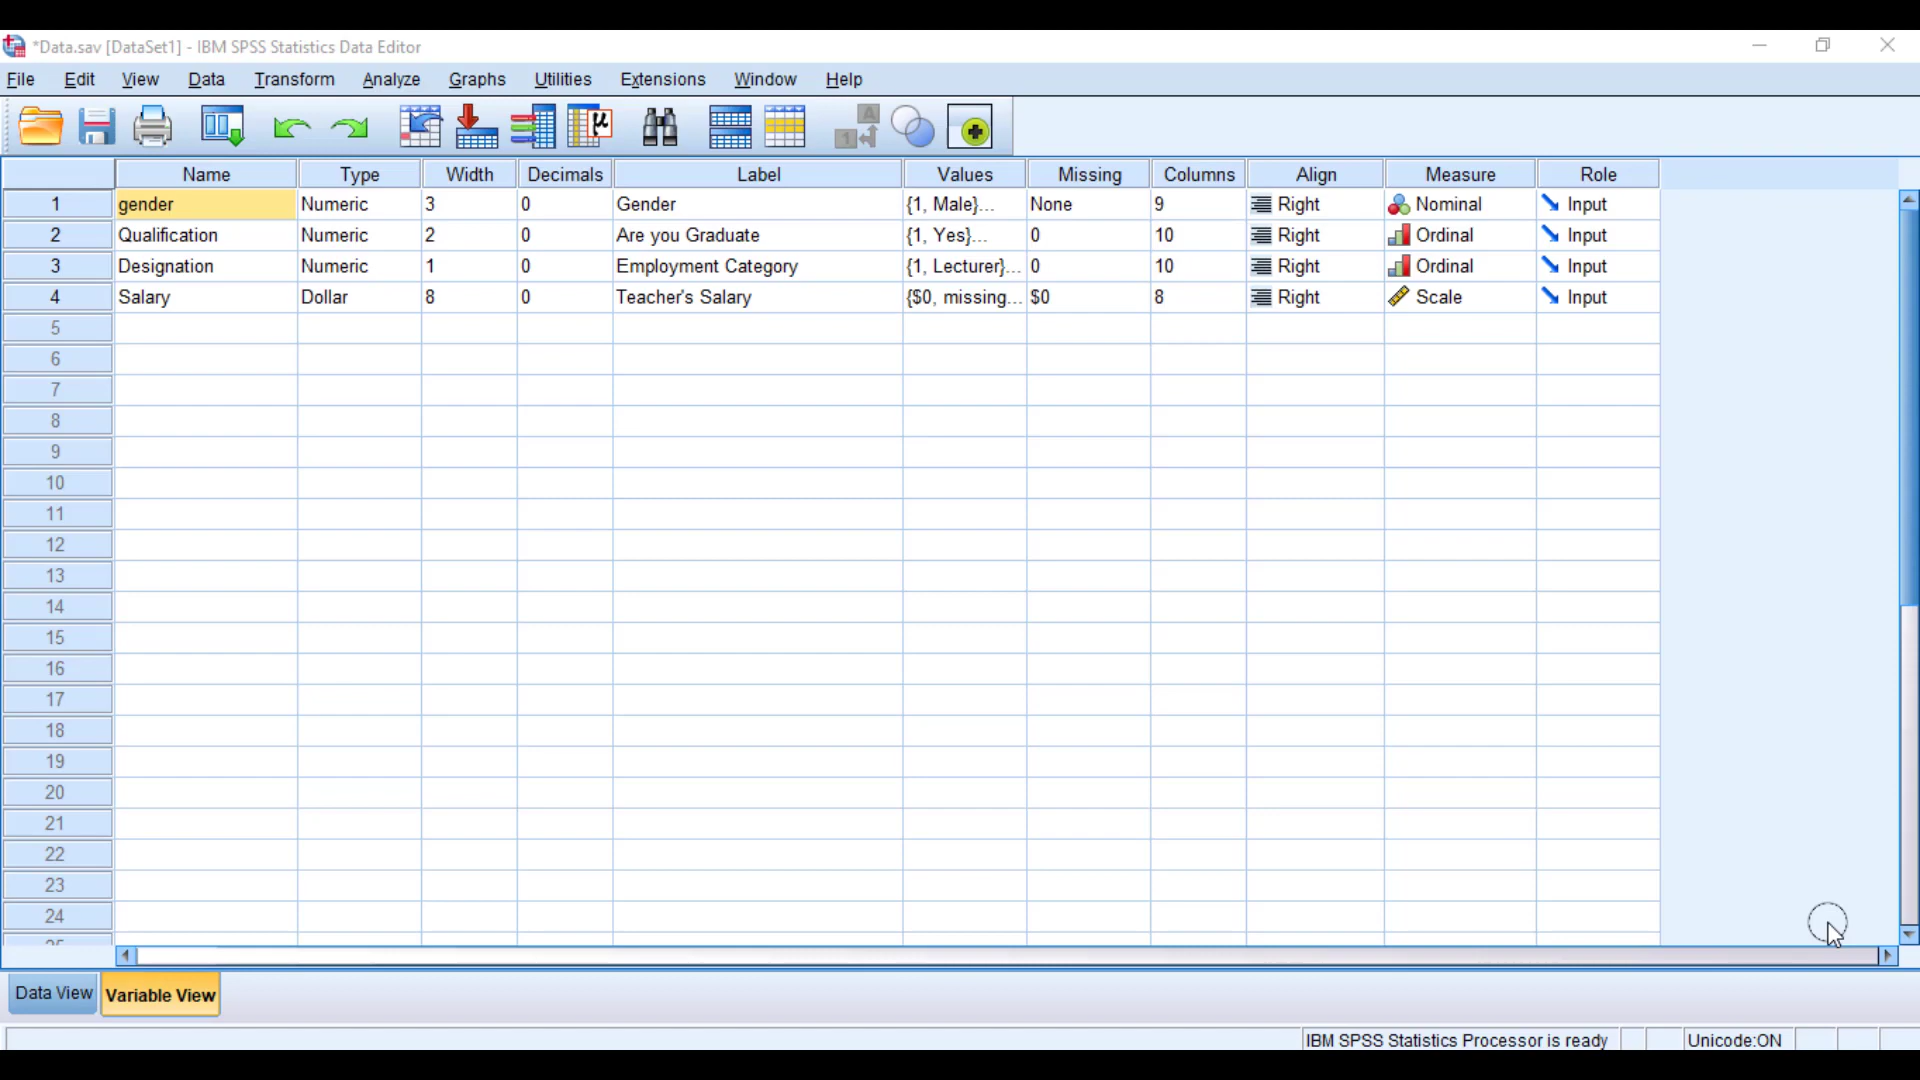 *Data.sav [DataSet1] - IBM SPSS Statistics Data Editor
File Edit View Data Transform Analyze Graphs Utilities Extensions Window Help
Name Type Width Decimals Label Values Missing Columns Align Measure Role
1 gender Numeric 3 0 Gender {1, Male}... None 9 Right Nominal Input
2 Qualification Numeric 2 0 Are you Graduate {1, Yes}... 0 10 Right Ordinal Input
3 Designation Numeric 1 0 Employment Category {1, Lecturer}... 0 10 Right Ordinal Input
4 Salary Dollar 8 0 Teacher's Salary {$0, missing... $0 8 Right Scale Input
5
6
7
8
9
10
11
12
13
14
15
16
17
18
19
20
21
22
23
24
Data View Variable View
IBM SPSS Statistics Processor is ready Unicode:ON